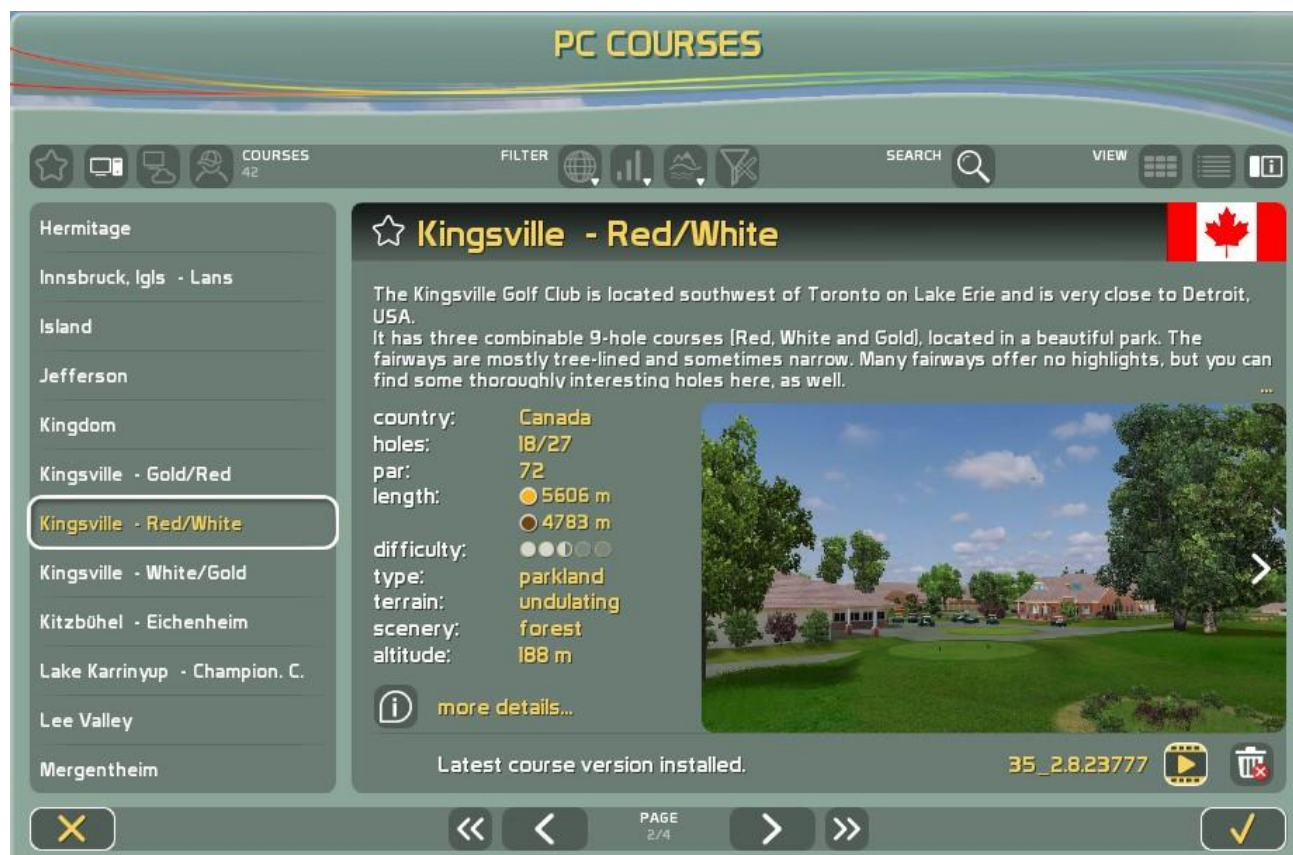 PC COURSES
COURSES
42
FILTER
SEARCH
VIEW
Hermitage
Innsbruck, Igls - Lans
Island
Jefferson
Kingdom
Kingsville - Gold/Red
Kingsville - Red/White
Kingsville - White/Gold
Kitzbühel - Eichenheim
Lake Karrinyup - Champion. C.
Lee Valley
Mergentheim
Kingsville - Red/White
The Kingsville Golf Club is located southwest of Toronto on Lake Erie and is very close to Detroit,
USA.
It has three combinable 9-hole courses (Red, White and Gold), located in a beautiful park. The
fairways are mostly tree-lined and sometimes narrow. Many fairways offer no highlights, but you can
find some thoroughly interesting holes here, as well.
...
country: Canada
holes: 18/27
par: 72
length: 5606 m
4783 m
difficulty:
type: parkland
terrain: undulating
scenery: forest
altitude: 188 m
more details...
Latest course version installed.
35_2.8.23777
PAGE
2/4